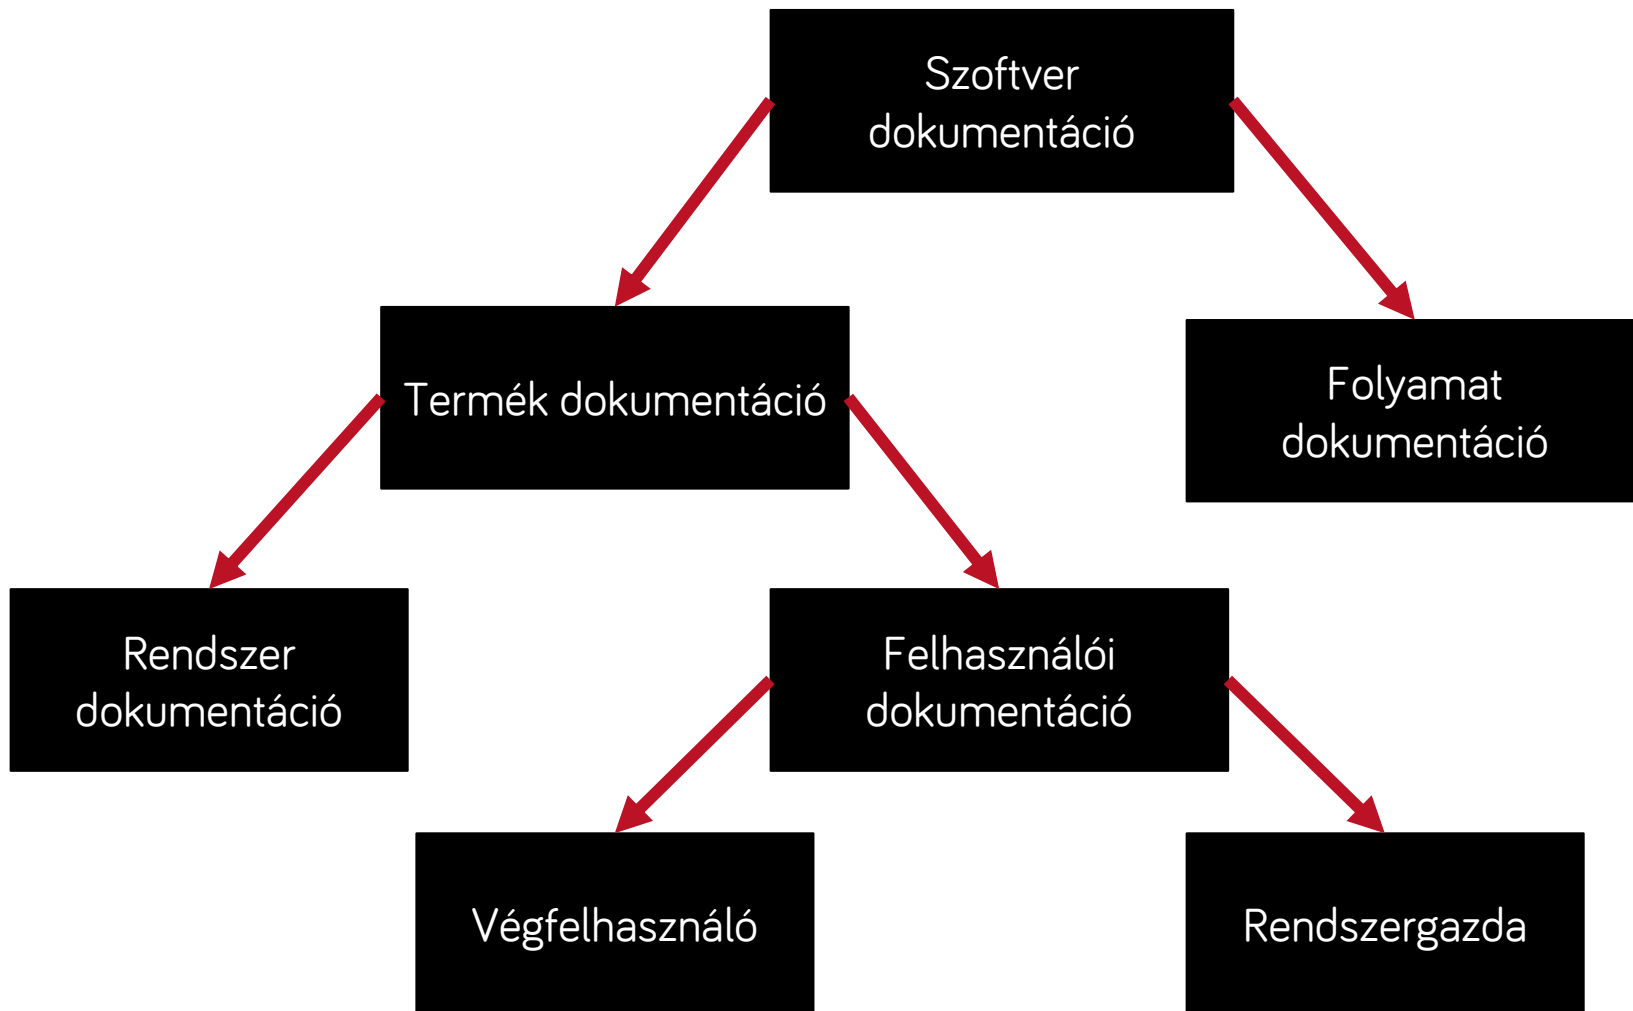 Szoftver
dokumentáció
Termék dokumentáció
Folyamat
dokumentáció
Rendszer
dokumentáció
Felhasználói
dokumentáció
Végfelhasználó
Rendszergazda